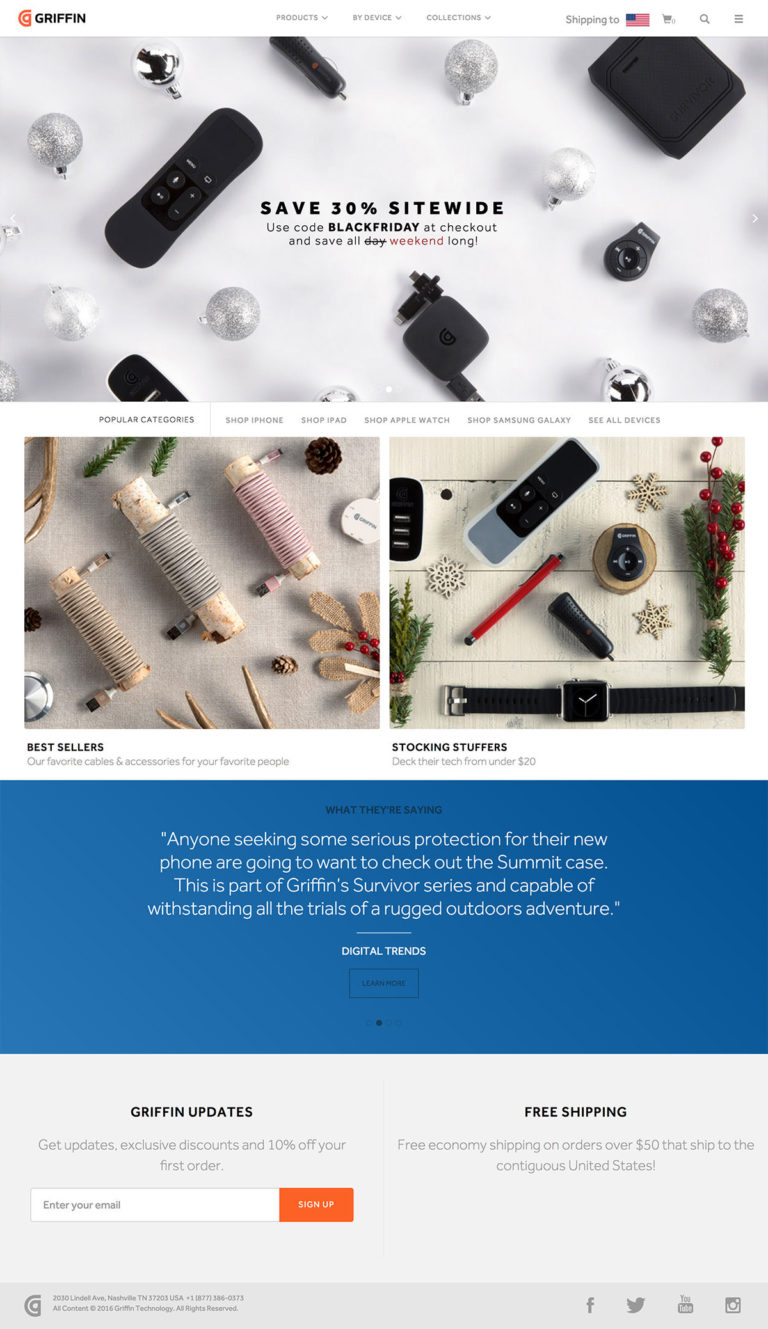 GRIFFIN
PRODUCTS
BY DEVICE
COLLECTIONS
Shipping to
0
MENU
SURVIVOR
SAVE 30% SITEWIDE
Use code BLACKFRIDAY at checkout
and save all day weekend long!
GRIFFIN
POPULAR CATEGORIES
SHOP IPHONE
SHOP IPAD
SHOP APPLE WATCH
SHOP SAMSUNG GALAXY
SEE ALL DEVICES
GRIFFIN
GRIFFIN
MENU
GRIFFIN
BEST SELLERS
Our favorite cables & accessories for your favorite people
STOCKING STUFFERS
Deck their tech from under $20
WHAT THEY'RE SAYING
"Anyone seeking some serious protection for their new
phone are going to want to check out the Summit case.
This is part of Griffin's Survivor series and capable of
withstanding all the trials of a rugged outdoors adventure."
DIGITAL TRENDS
LEARN MORE
GRIFFIN UPDATES
Get updates, exclusive discounts and 10% off your
first order.
Enter your email
SIGN UP
FREE SHIPPING
Free economy shipping on orders over $50 that ship to the
contiguous United States!
2030 Lindell Ave, Nashville TN 37203 USA +1 (877) 386-0373
All Content © 2016 Griffin Technology. All Rights Reserved.
You
Tube